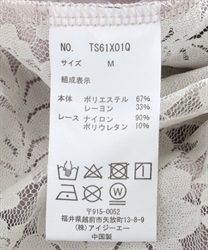 NO. TS61X01Q
サイズ M
組成表示
本体 ポリエステル 67%
レーヨン 33%
レース ナイロン 90%
ポリウレタン 10%
〒915-0052
福井県越前市矢放町13-8-9
(株)アイジーエー
中国製